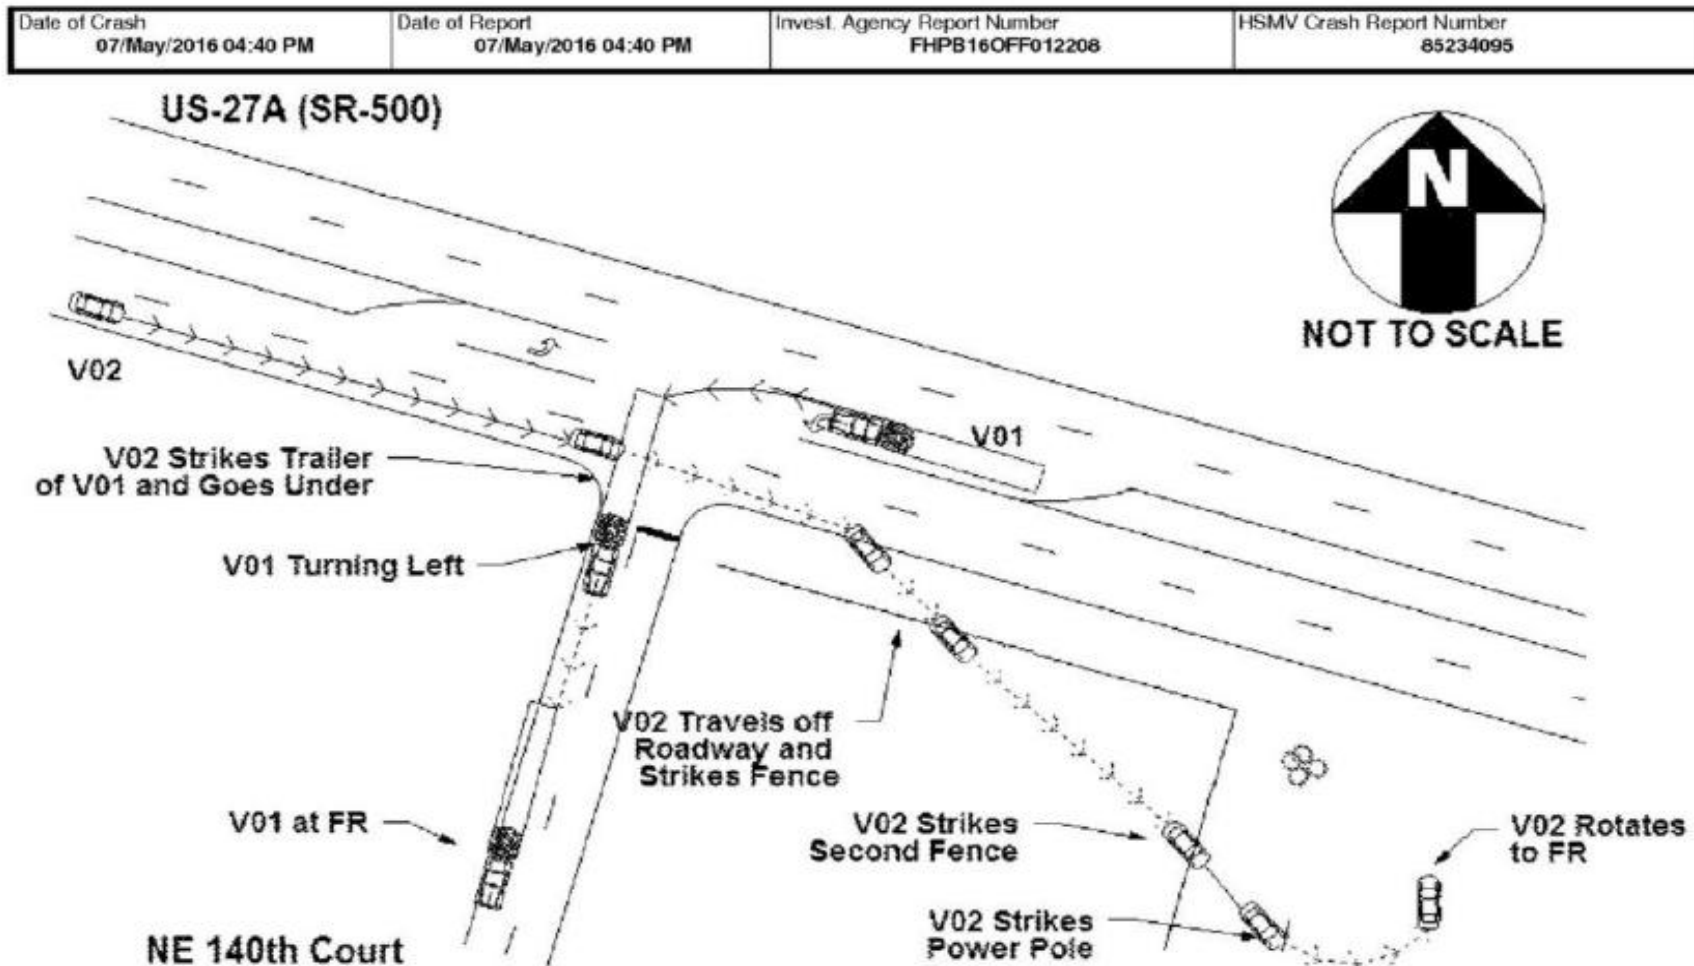 Date of Crash
07/May/2016 04:40 PM
Date of Report
07/May/2016 04:40 PM
Invest. Agency Report Number
FHPB16OFF012208
HSMV Crash Report Number
85234095
US-27A (SR-500)
N
NOT TO SCALE
V02
V01
V02 Strikes Trailer
of V01 and Goes Under
V01 Turning Left
V02 Travels off
Roadway and
Strikes Fence
V01 at FR
V02 Strikes
Second Fence
V02 Rotates
to FR
V02 Strikes
Power Pole
NE 140th Court